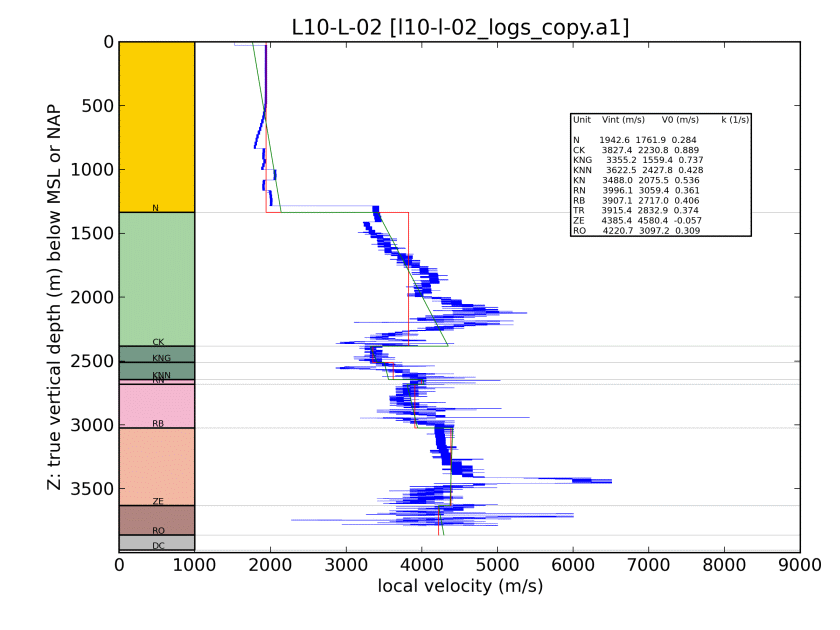 L10-L-02 [l10-l-02_logs_copy.a1]
Z: true vertical depth (m) below MSL or NAP
0
500
1000
1500
2000
2500
3000
3500
N
CK
KNG
KNN
RB
ZE
RO
DC
Unit Vint (m/s) V0 (m/s) k (1/s)
N 1942.6 1761.9 0.284
CK 3827.4 2230.8 0.889
KNG 3355.2 1559.4 0.737
KNN 3622.5 2427.8 0.428
KN 3488.0 2075.5 0.536
RN 3996.1 3059.4 0.361
RB 3907.1 2717.0 0.406
TR 3915.4 2832.9 0.374
ZE 4385.4 4580.4 -0.057
RO 4220.7 3097.2 0.309
0 1000 2000 3000 4000 5000 6000 7000 8000 9000
local velocity (m/s)